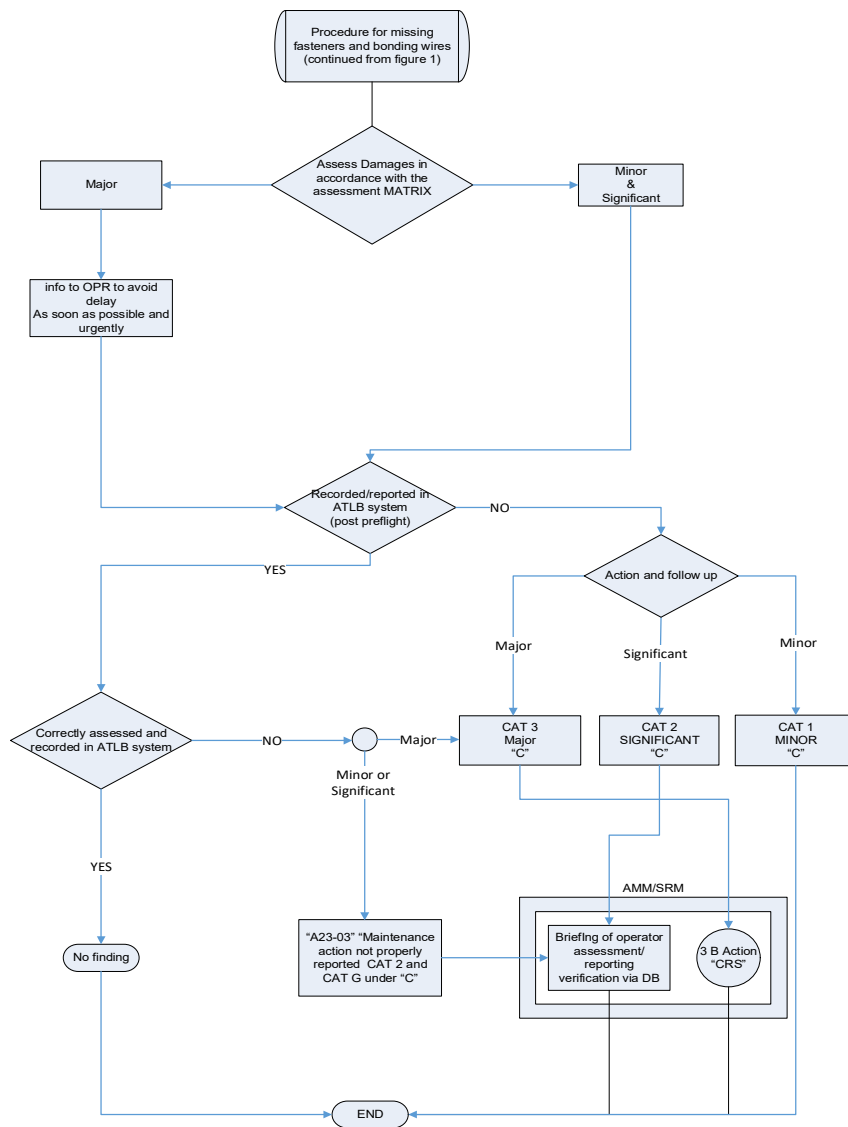 Procedure for missing
fasteners and bonding wires
(continued from figure 1)
Assess Damages in
accordance with the
assessment MATRIX
Major
Minor
&
Significant
info to OPR to avoid
delay
As soon as possible and
urgently
Recorded/reported in
ATLB system
(post preflight)
NO
YES
Action and follow up
Major
Significant
Minor
Correctly assessed and
recorded in ATLB system
NO
Major
CAT 3
Major
“C”
CAT 2
SIGNIFICANT
“C”
CAT 1
MINOR
“C”
Minor or
Significant
YES
AMM/SRM
“A23-03” “Maintenance
action not properly
reported CAT 2 and
CAT G under “C”
BriefIng of operator
assessment/
reporting
verification via DB
3 B Action
“CRS”
No finding
END